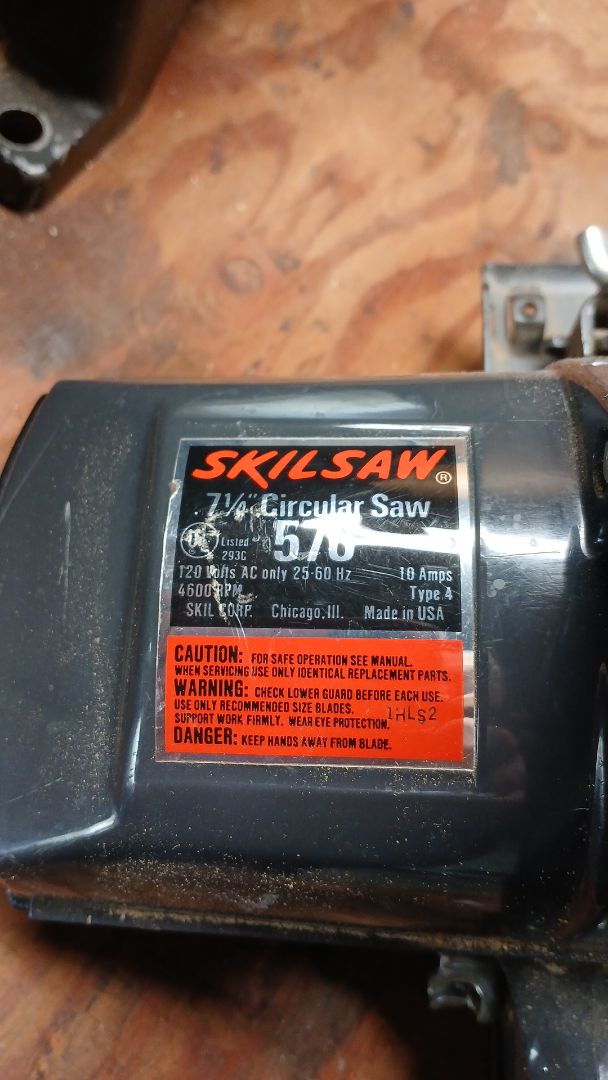 SKILSAW®
7¼" Circular Saw
Listed
293C
120 Volts AC only 25-60 Hz 10 Amps
4600 RPM Type 4
SKIL CORP. Chicago, Ill. Made in USA
CAUTION: FOR SAFE OPERATION SEE MANUAL.
WHEN SERVICING USE ONLY IDENTICAL REPLACEMENT PARTS.
WARNING: CHECK LOWER GUARD BEFORE EACH USE.
USE ONLY RECOMMENDED SIZE BLADES.
SUPPORT WORK FIRMLY. WEAR EYE PROTECTION. 1HLS2
DANGER: KEEP HANDS AWAY FROM BLADE.